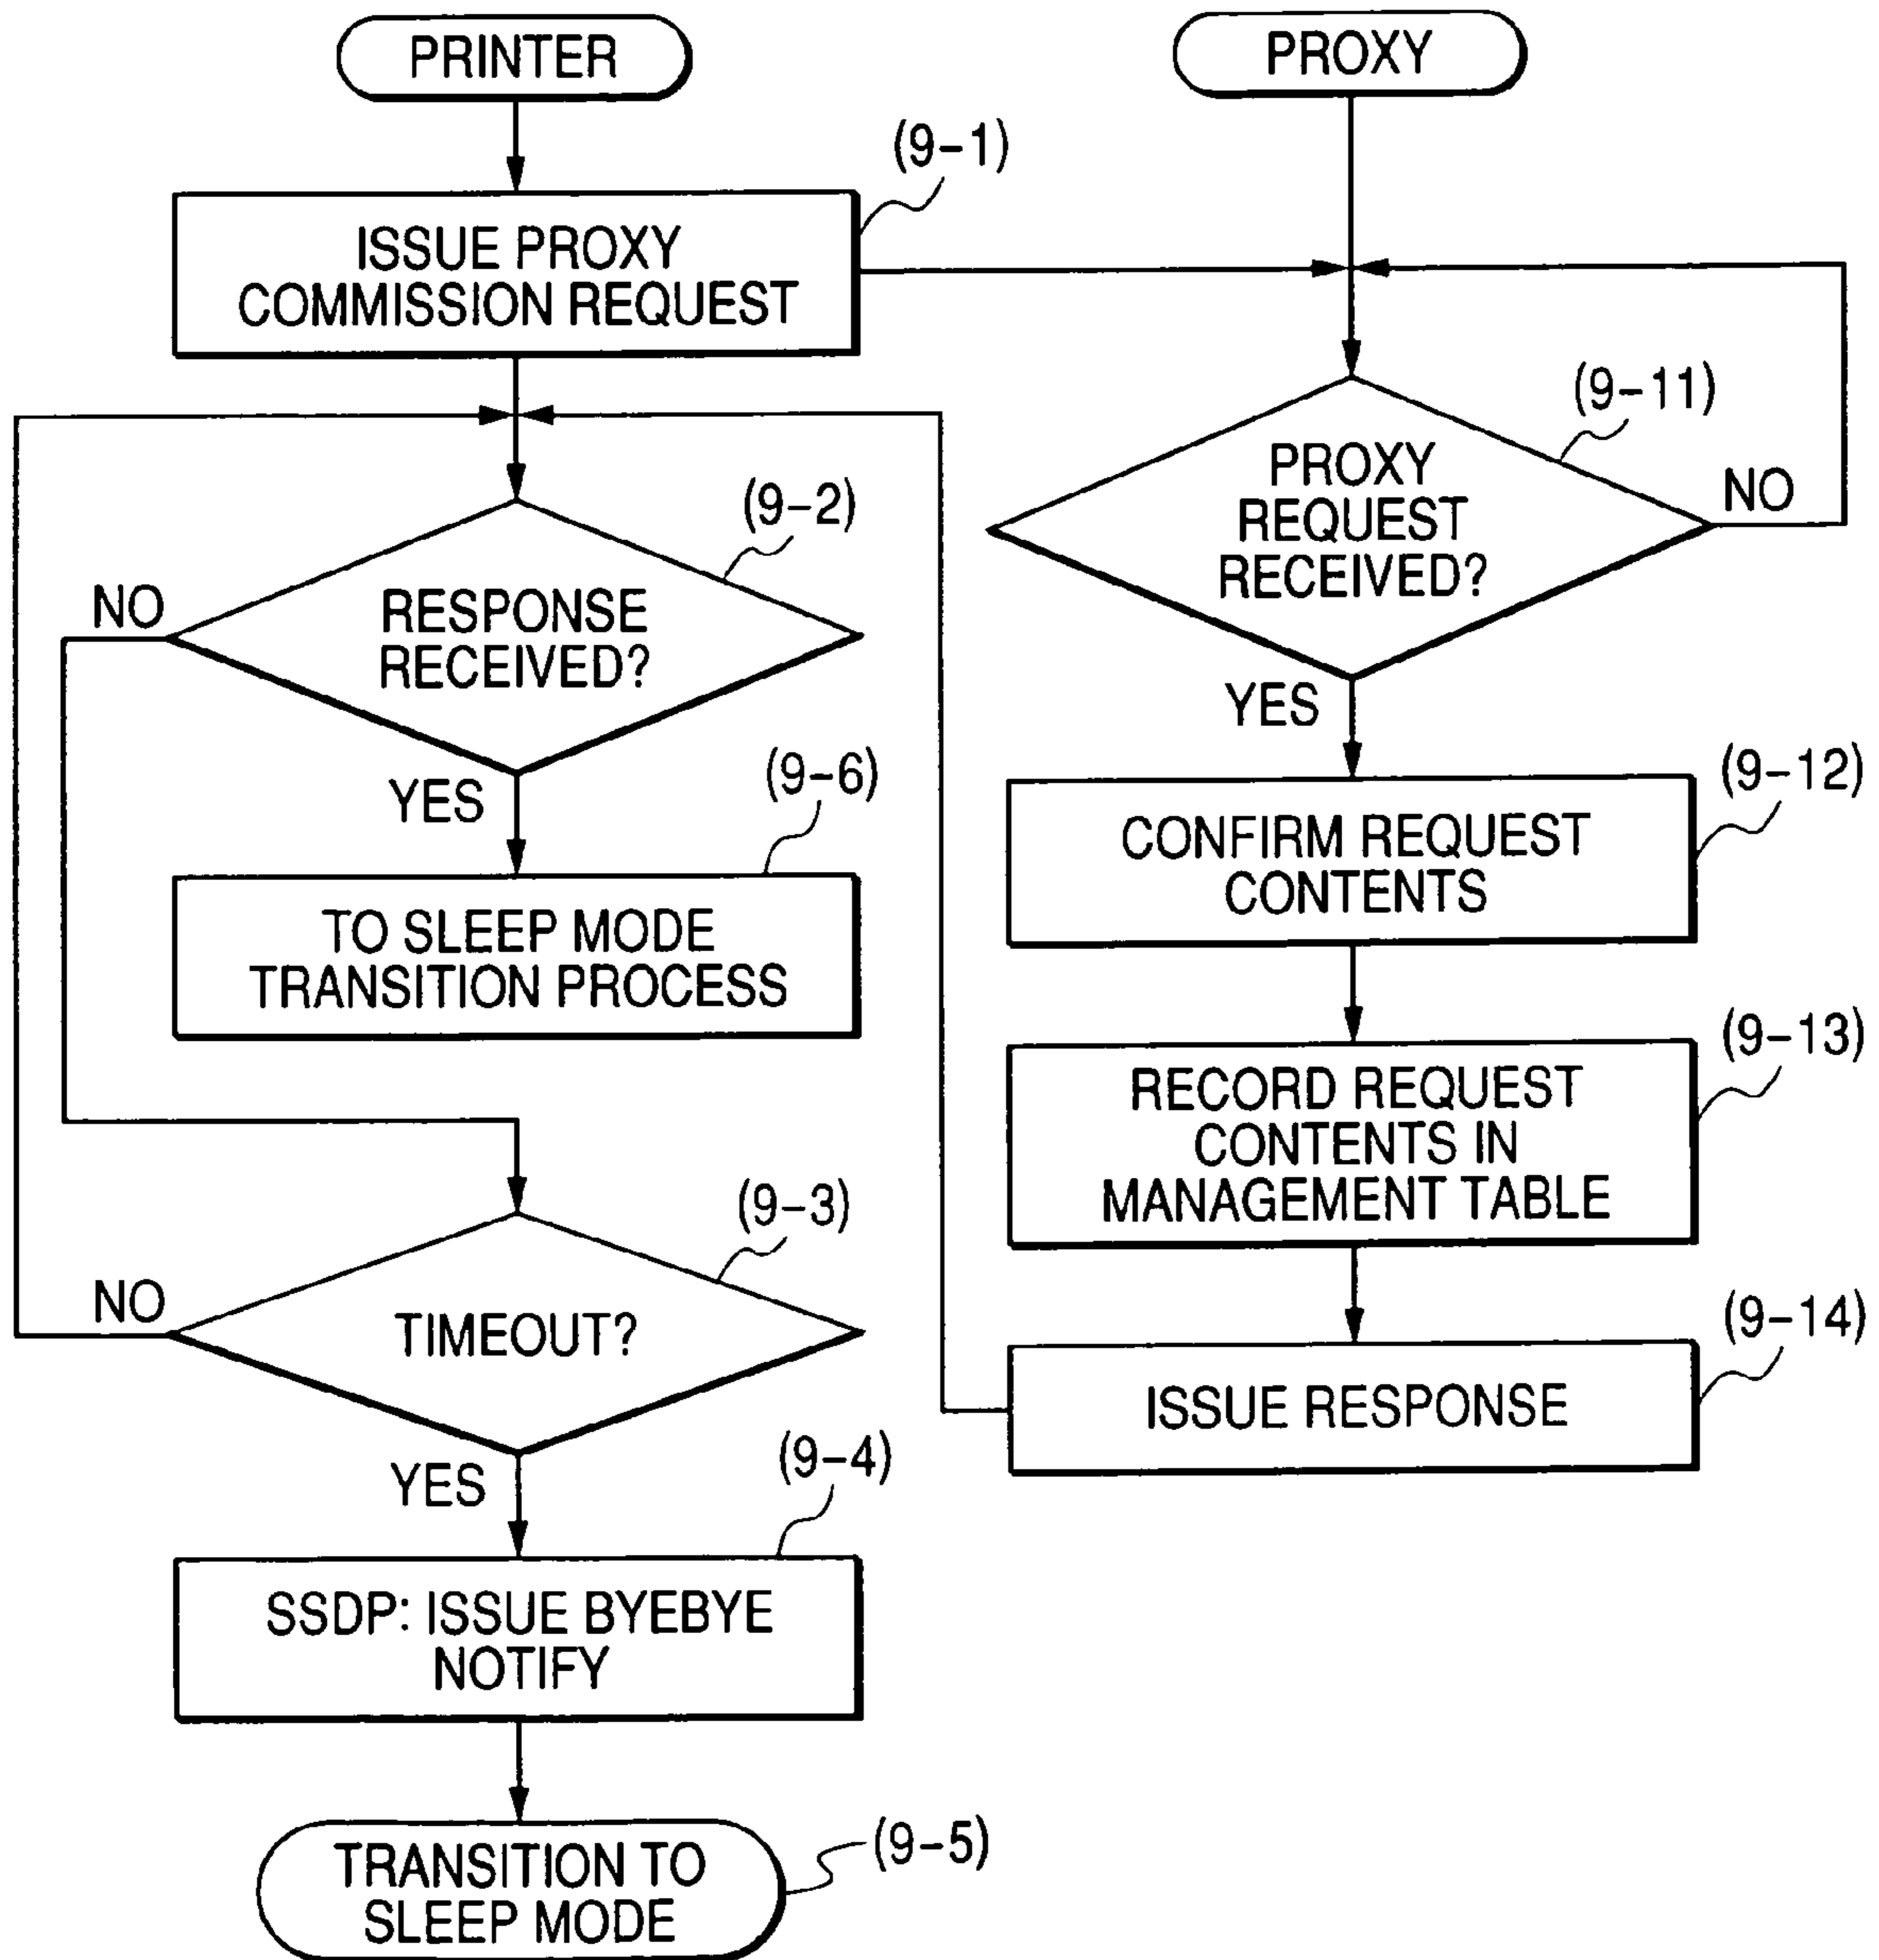 PRINTER
(9-1)
ISSUE PROXY
COMMISSION REQUEST
(9-2)
RESPONSE
RECEIVED?
NO
YES
(9-6)
TO SLEEP MODE
TRANSITION PROCESS
(9-3)
TIMEOUT?
NO
YES
(9-4)
SSDP: ISSUE BYEBYE
NOTIFY
TRANSITION TO
SLEEP MODE
(9-5)
PROXY
(9-11)
PROXY
REQUEST
RECEIVED?
NO
YES
(9-12)
CONFIRM REQUEST
CONTENTS
(9-13)
RECORD REQUEST
CONTENTS IN
MANAGEMENT TABLE
(9-14)
ISSUE RESPONSE